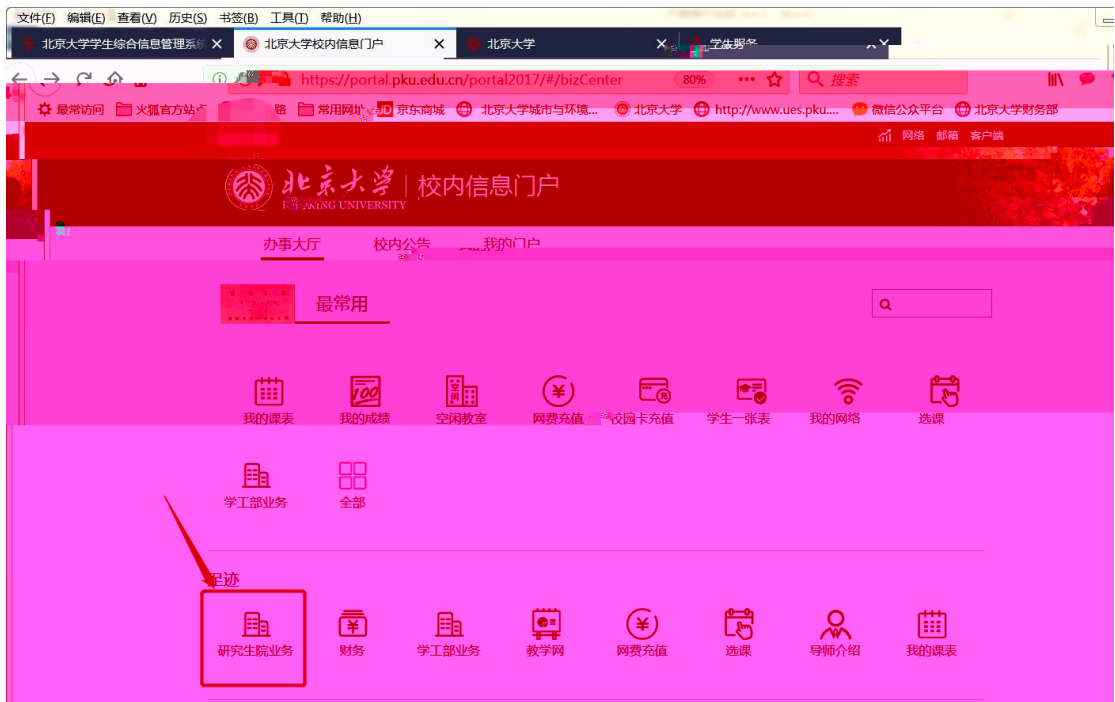 文件(F) 编辑(E) 查看(V) 历史(S) 书签(B) 工具(T) 帮助(H)
北京大学学生综合信息管理系统 × 北京大学校内信息门户 × 北京大学 × 学生服务 ×
https://portal.pku.edu.cn/portal2017/#/bizCenter 80% 搜索
最常访问 火狐官方站点 常用网址 JD 京东商城 北京大学城市与环境... 北京大学 http://www.ues.pku.... 微信公众平台 北京大学财务部
网络 邮箱 客户端
北京大学 校内信息门户
PEKING UNIVERSITY
办事大厅 校内公告 我的门户
最常用
我的课表 我的成绩 空闲教室 网费充值 校园卡充值 学生一张表 我的网络 选课
学工部业务 全部
足迹
研究生院业务 财务 学工部业务 教学网 网费充值 选课 导师介绍 我的课表